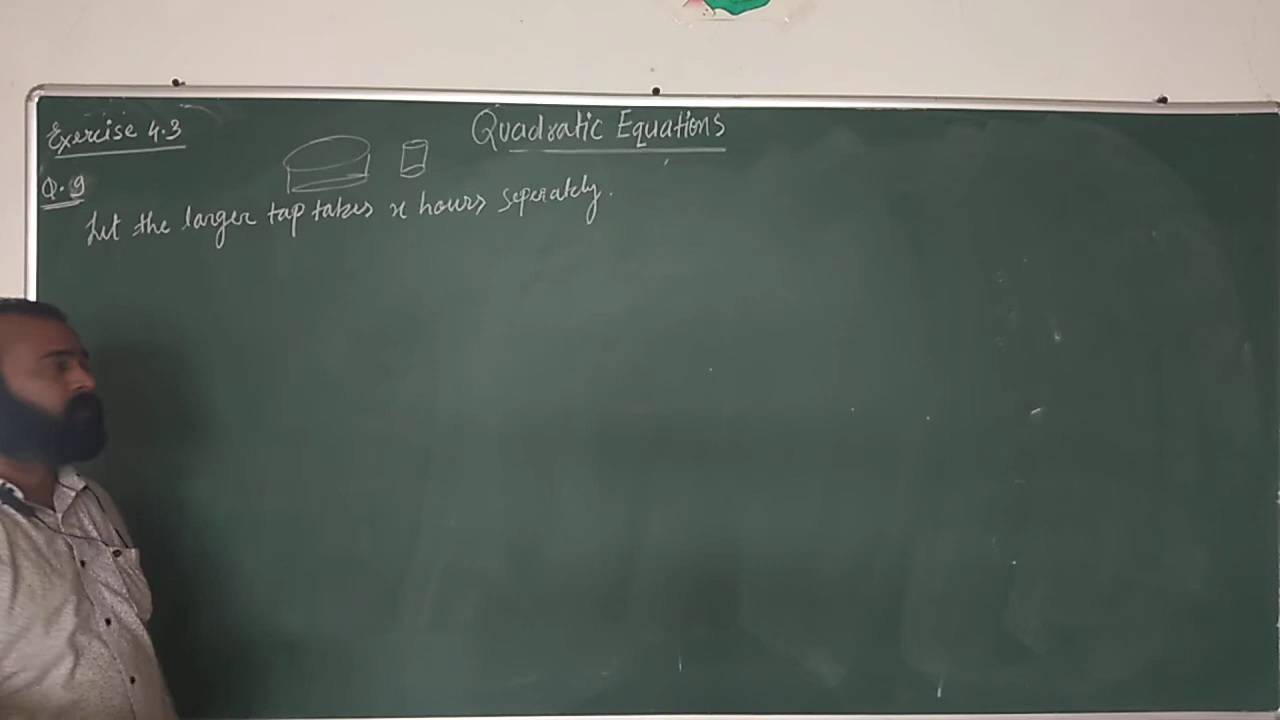 Quadratic Equations
Exercise 4.3
Q.9
Let the larger tap takes x hours seperately.